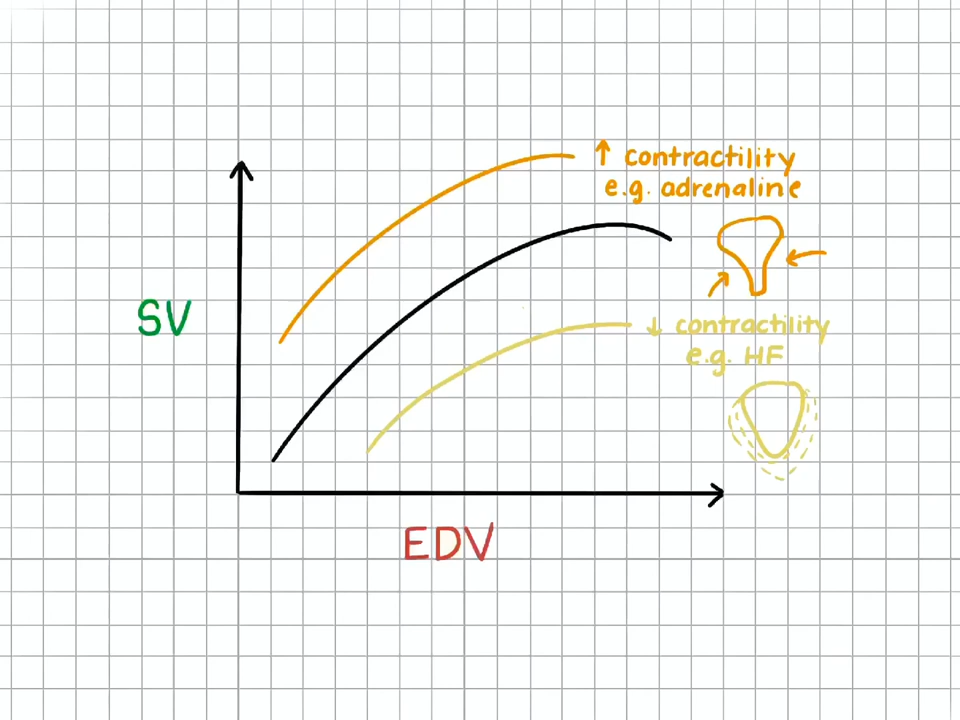 ↑ contractility
e.g. adrenaline
SV
↓ contractility
e.g. HF
EDV